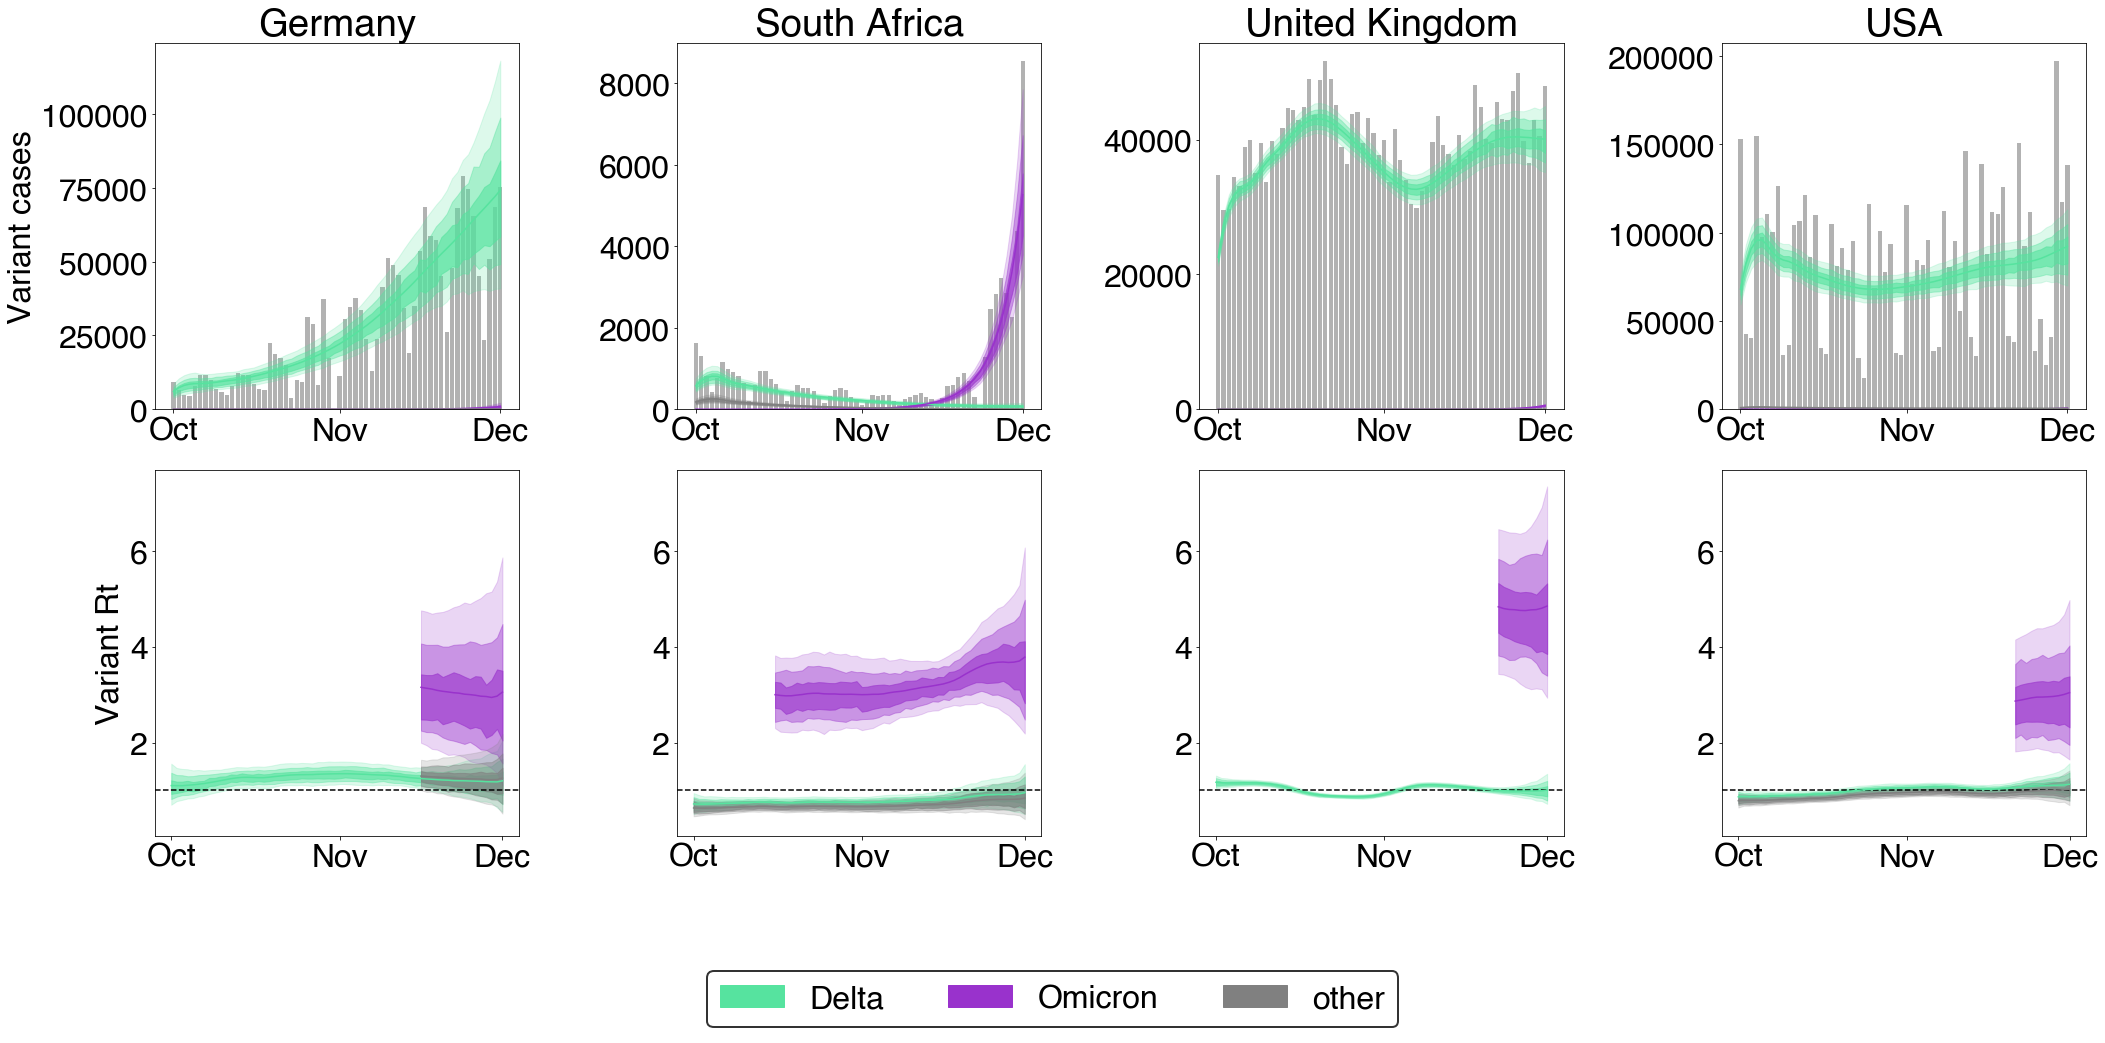 Germany
South Africa
United Kingdom
USA
Variant cases
100000
75000
50000
25000
0
Oct
Nov
Dec
8000
6000
4000
2000
0
Oct
Nov
Dec
40000
20000
0
Oct
Nov
Dec
200000
150000
100000
50000
0
Oct
Nov
Dec
Variant Rt
6
4
2
Oct
Nov
Dec
6
4
2
Oct
Nov
Dec
6
4
2
Oct
Nov
Dec
6
4
2
Oct
Nov
Dec
Delta
Omicron
other